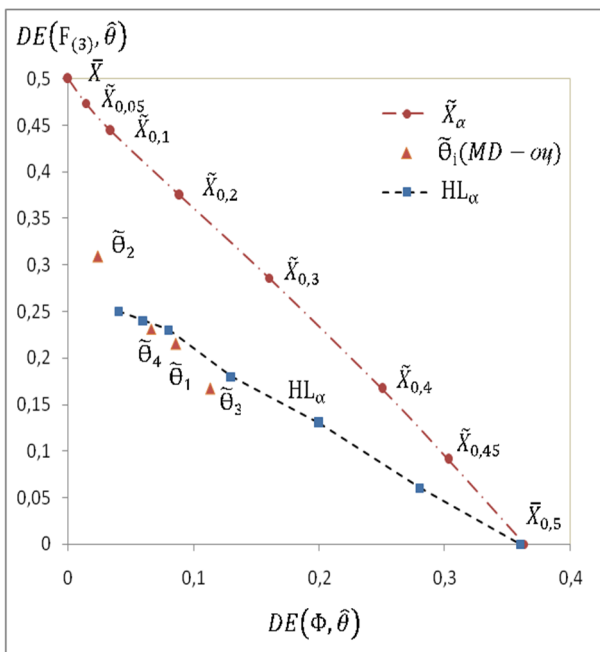 DE(F₍₃₎, θ̂)
0,5
0,45
0,4
0,35
0,3
0,25
0,2
0,15
0,1
0,05
0
X̄
X̃₀,₀₅
X̃₀,₁
X̃₀,₂
X̃₀,₃
X̃₀,₄
X̃₀,₄₅
X̄₀,₅
θ̃₂
θ̃₄
θ̃₁
θ̃₃
HLα
X̃α
θ̃ᵢ(MD − оц)
HLα
0 0,1 0,2 0,3 0,4
DE(Φ, θ̂)